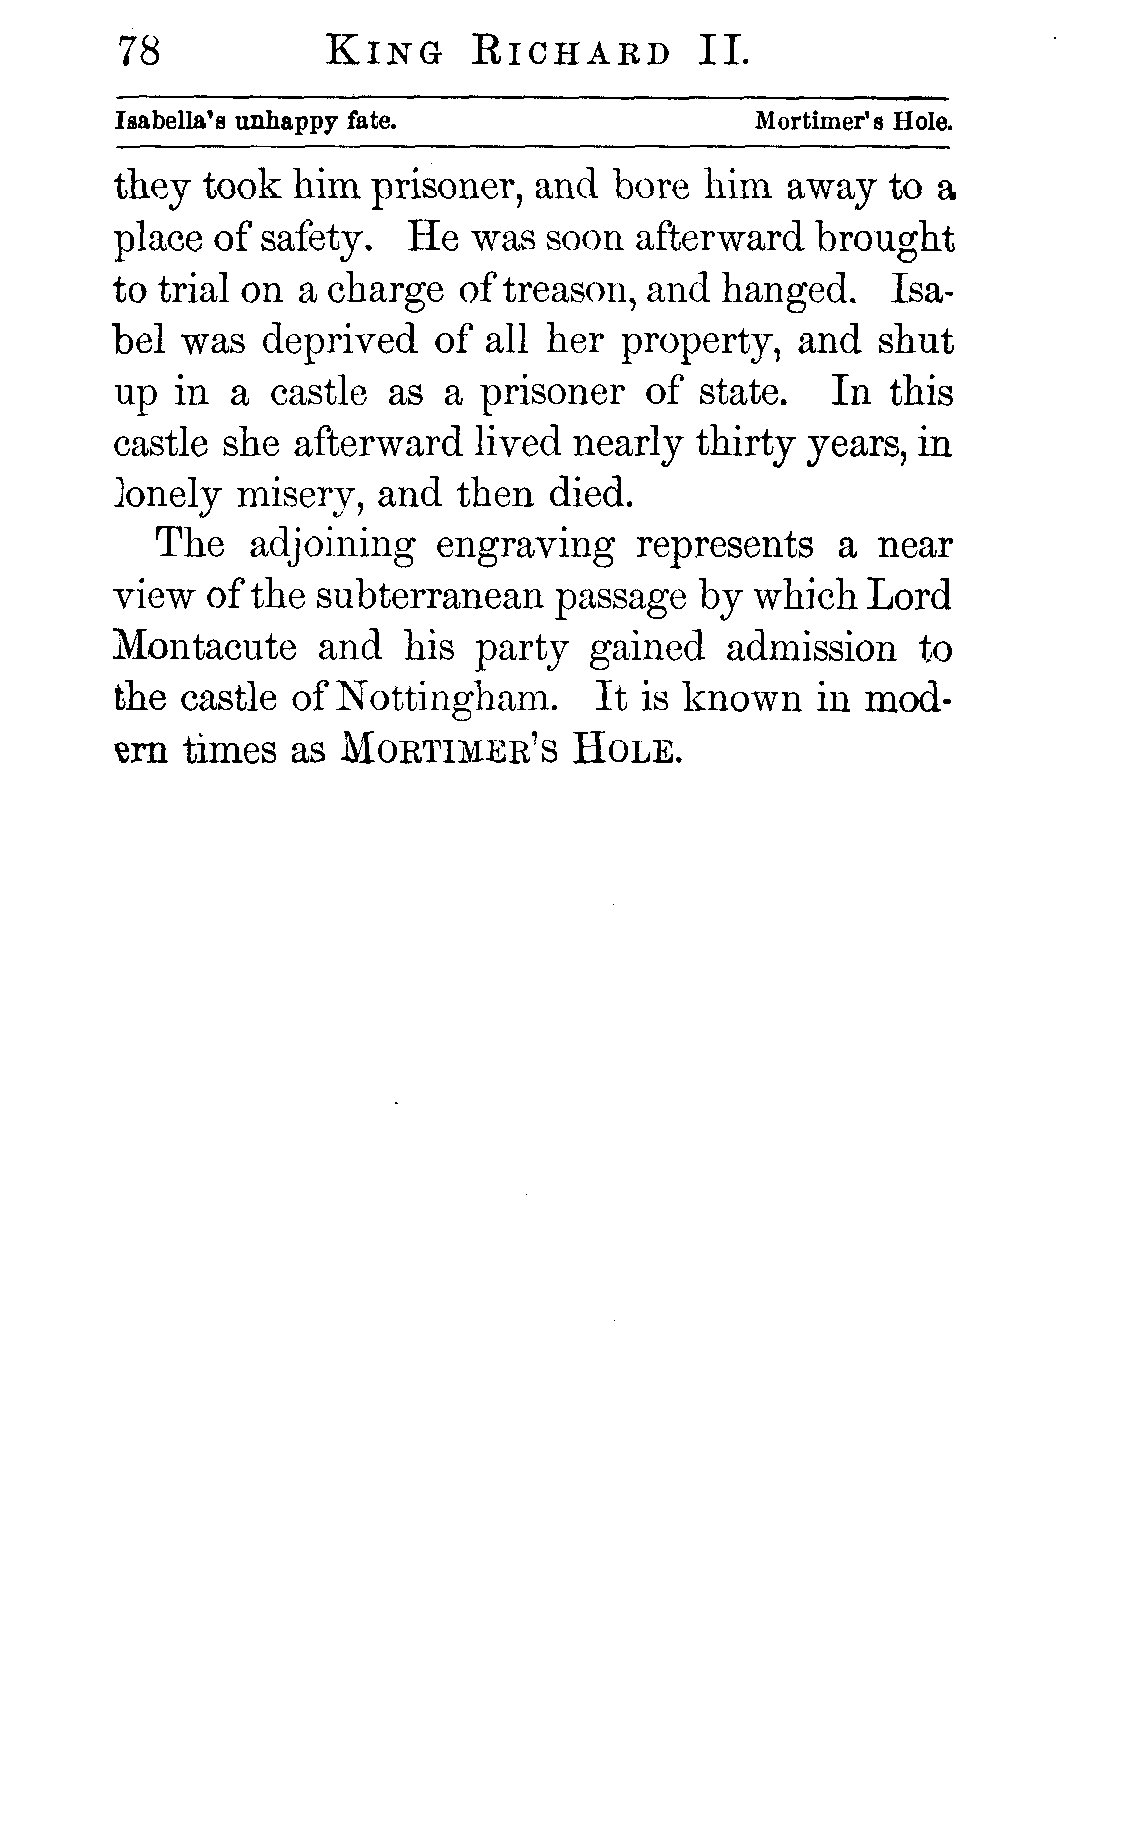 78 KING RICHARD II.
Isabella's unhappy fate. Mortimer's Hole.
they took him prisoner, and bore him away to a
place of safety. He was soon afterward brought
to trial on a charge of treason, and hanged. Isa-
bel was deprived of all her property, and shut
up in a castle as a prisoner of state. In this
castle she afterward lived nearly thirty years, in
lonely misery, and then died.
The adjoining engraving represents a near
view of the subterranean passage by which Lord
Montacute and his party gained admission to
the castle of Nottingham. It is known in mod-
ern times as MORTIMER'S HOLE.